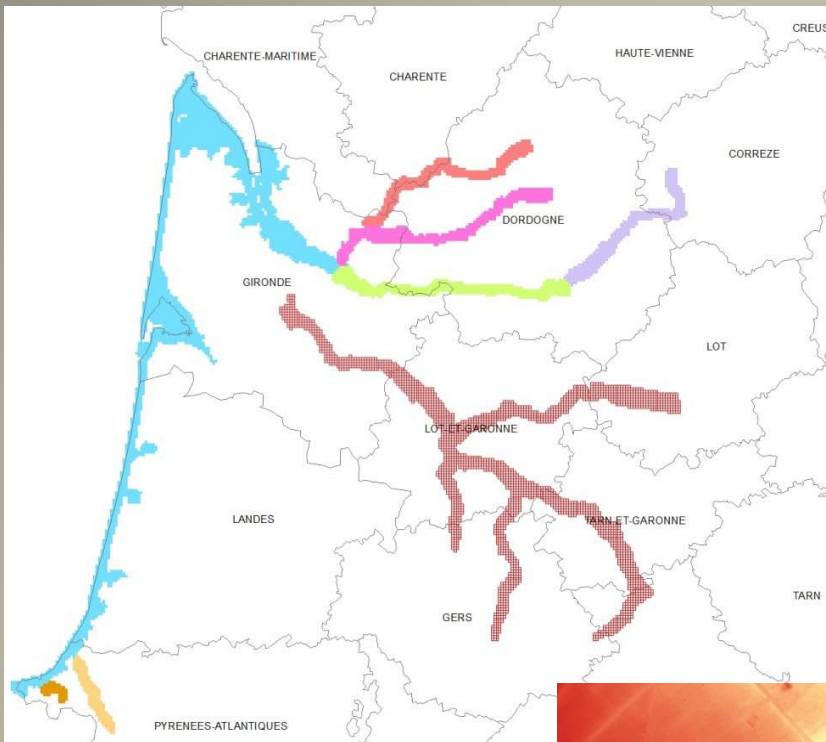 CREUS
CHARENTE-MARITIME
HAUTE-VIENNE
CHARENTE
CORREZE
DORDOGNE
GIRONDE
LOT
LOT-ET-GARONNE
LANDES
TARN-ET-GARONNE
TARN
GERS
PYRENEES-ATLANTIQUES